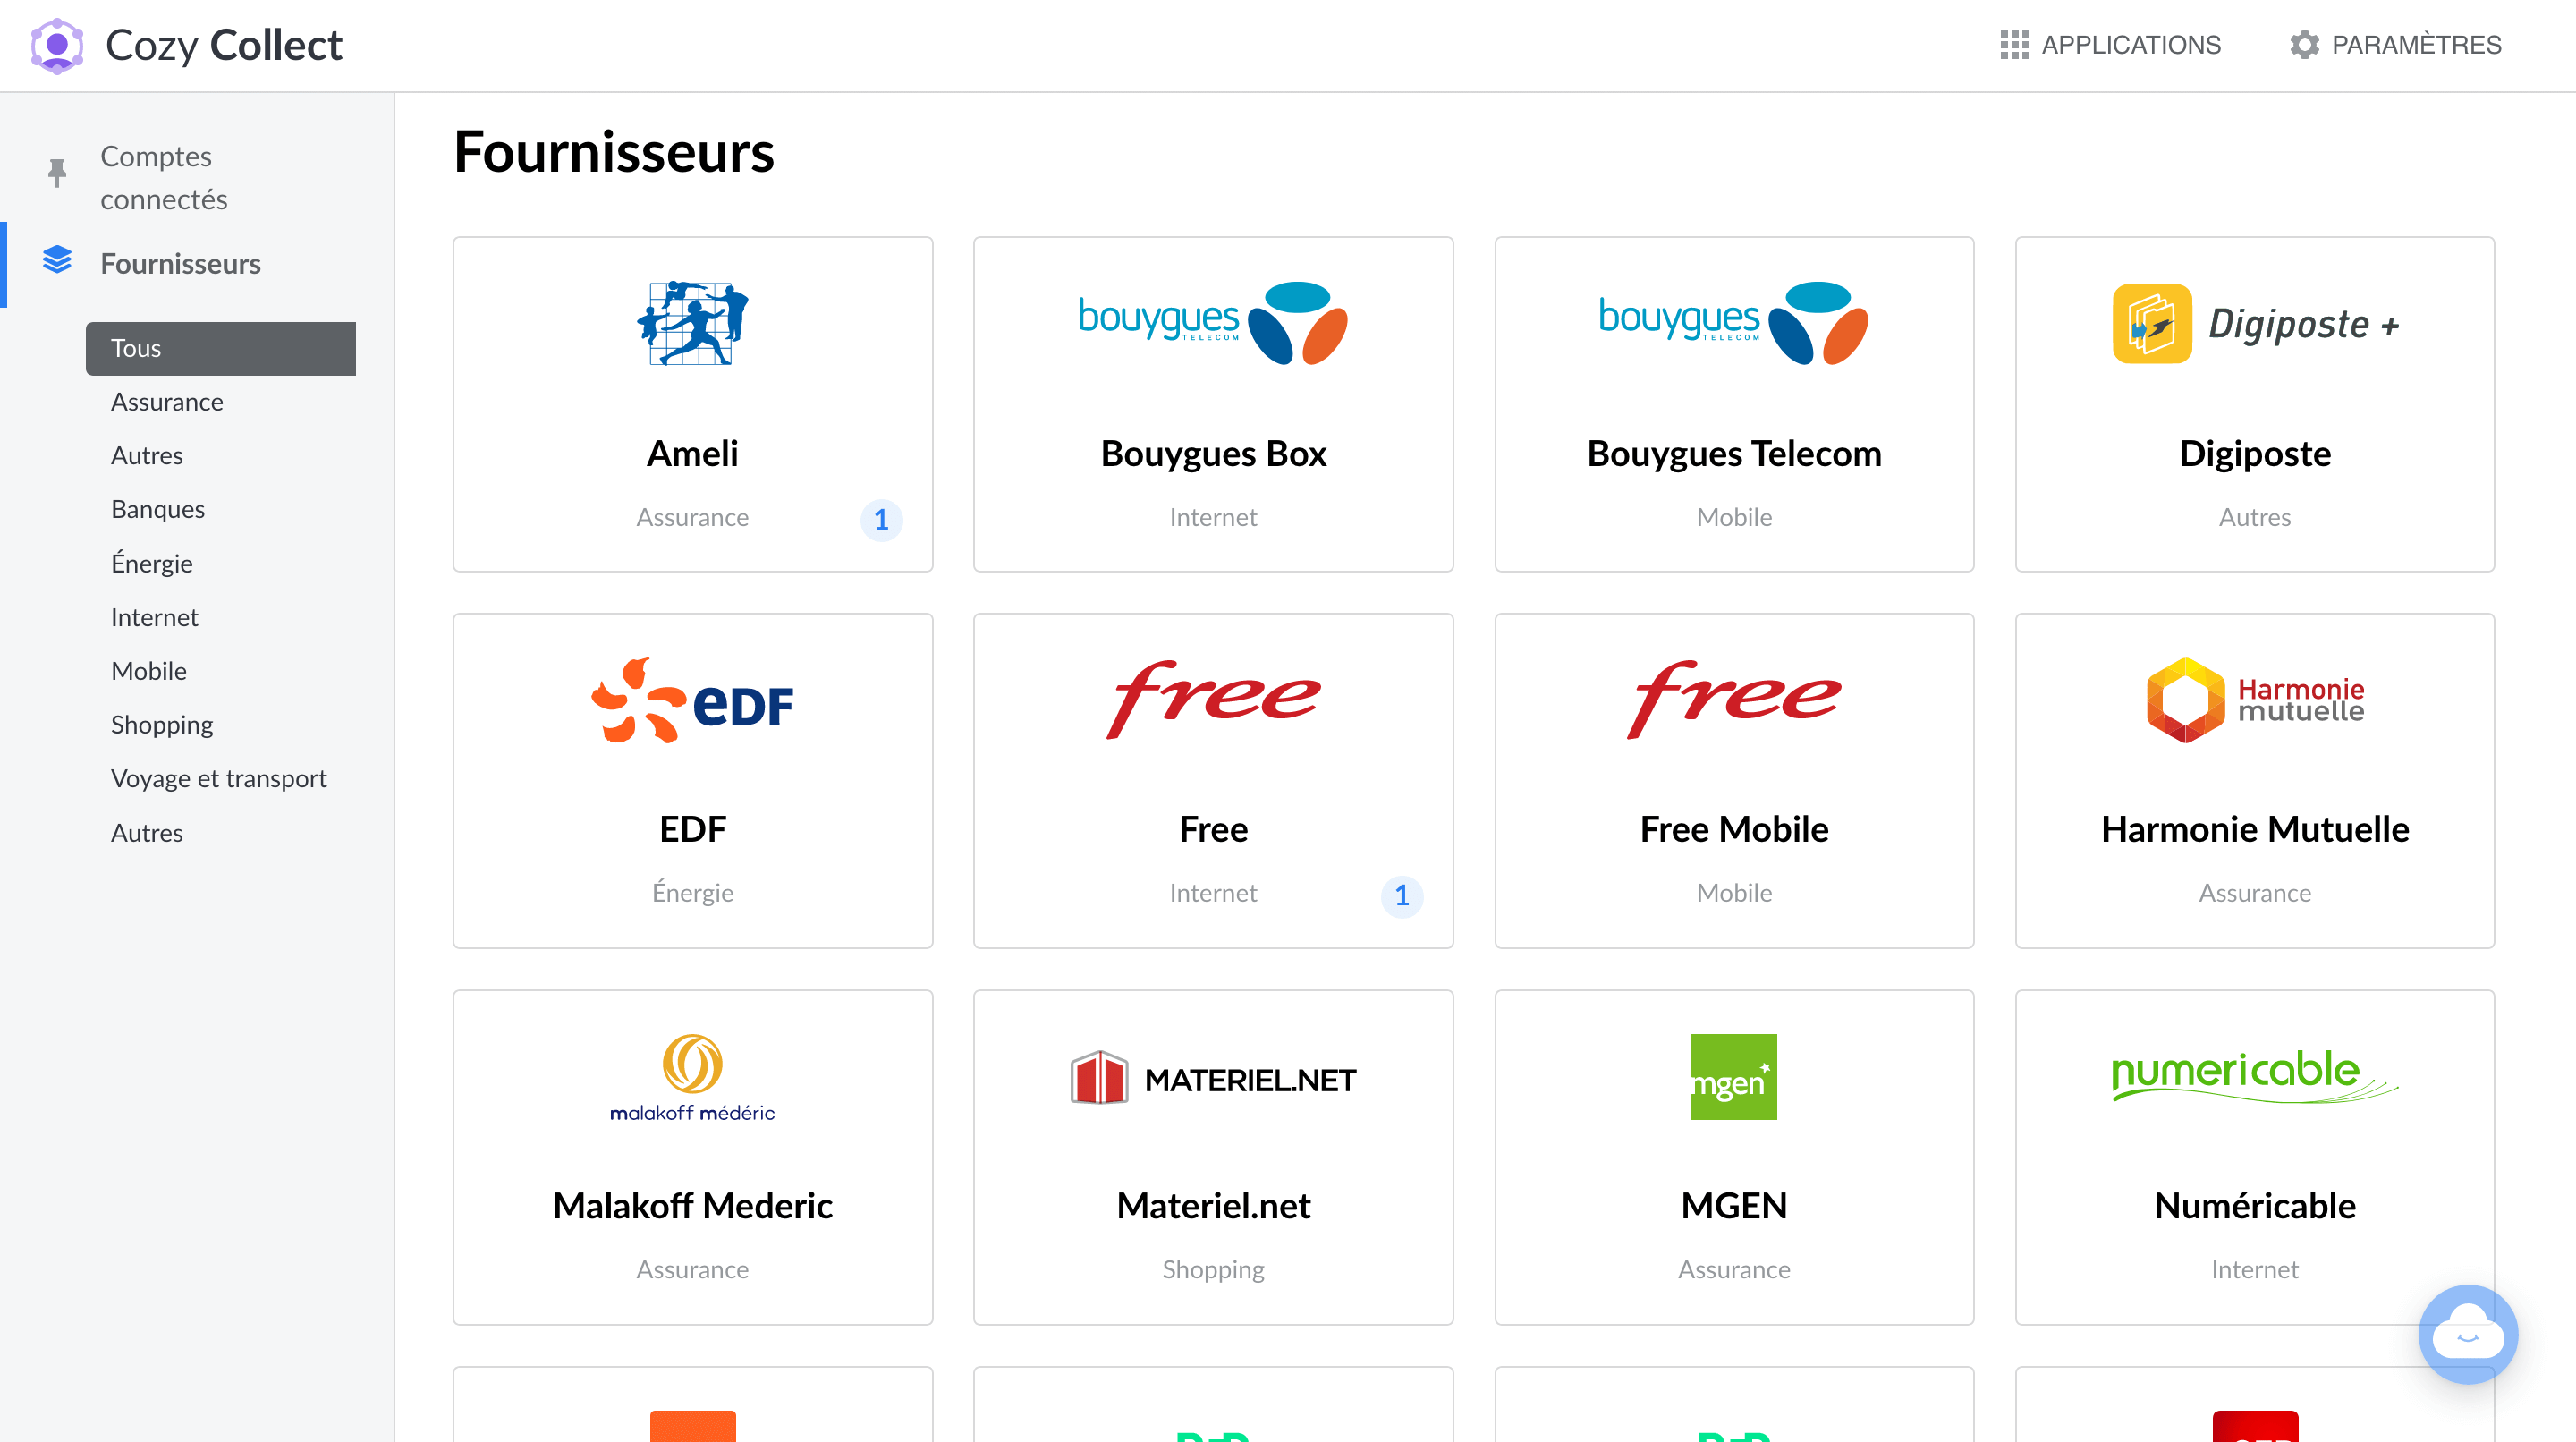 Cozy Collect
APPLICATIONS
PARAMÈTRES
Comptes
connectés
Fournisseurs
Tous
Assurance
Autres
Banques
Énergie
Internet
Mobile
Shopping
Voyage et transport
Autres
Fournisseurs
bouygues
TELECOM
bouygues
TELECOM
Digiposte +
Ameli
Bouygues Box
Bouygues Telecom
Digiposte
Assurance
1
Internet
Mobile
Autres
eDF
free
free
Harmonie
mutuelle
EDF
Free
Free Mobile
Harmonie Mutuelle
Énergie
Internet
1
Mobile
Assurance
malakoff médéric
MATERIEL.NET
mgen
numericable
Malakoff Mederic
Materiel.net
MGEN
Numéricable
Assurance
Shopping
Assurance
Internet